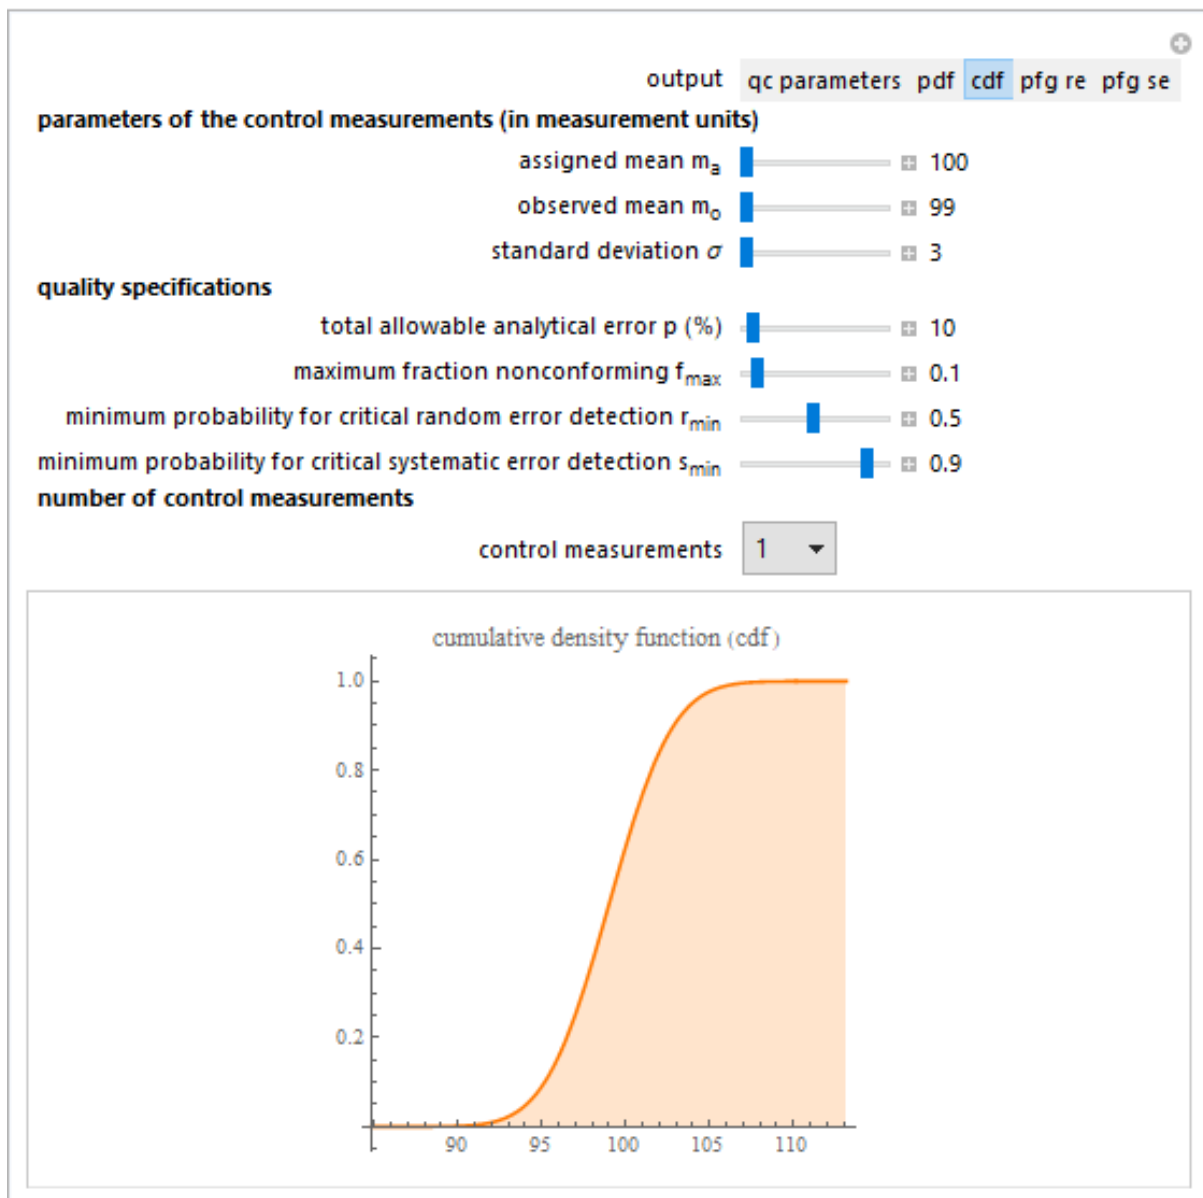 output qc parameters pdf cdf pfg re pfg se
parameters of the control measurements (in measurement units)
assigned mean mₐ 100
observed mean mₒ 99
standard deviation σ 3
quality specifications
total allowable analytical error p (%) 10
maximum fraction nonconforming fmax 0.1
minimum probability for critical random error detection rmin 0.5
minimum probability for critical systematic error detection smin 0.9
number of control measurements
control measurements 1
cumulative density function (cdf)
1.0
0.8
0.6
0.4
0.2
90 95 100 105 110